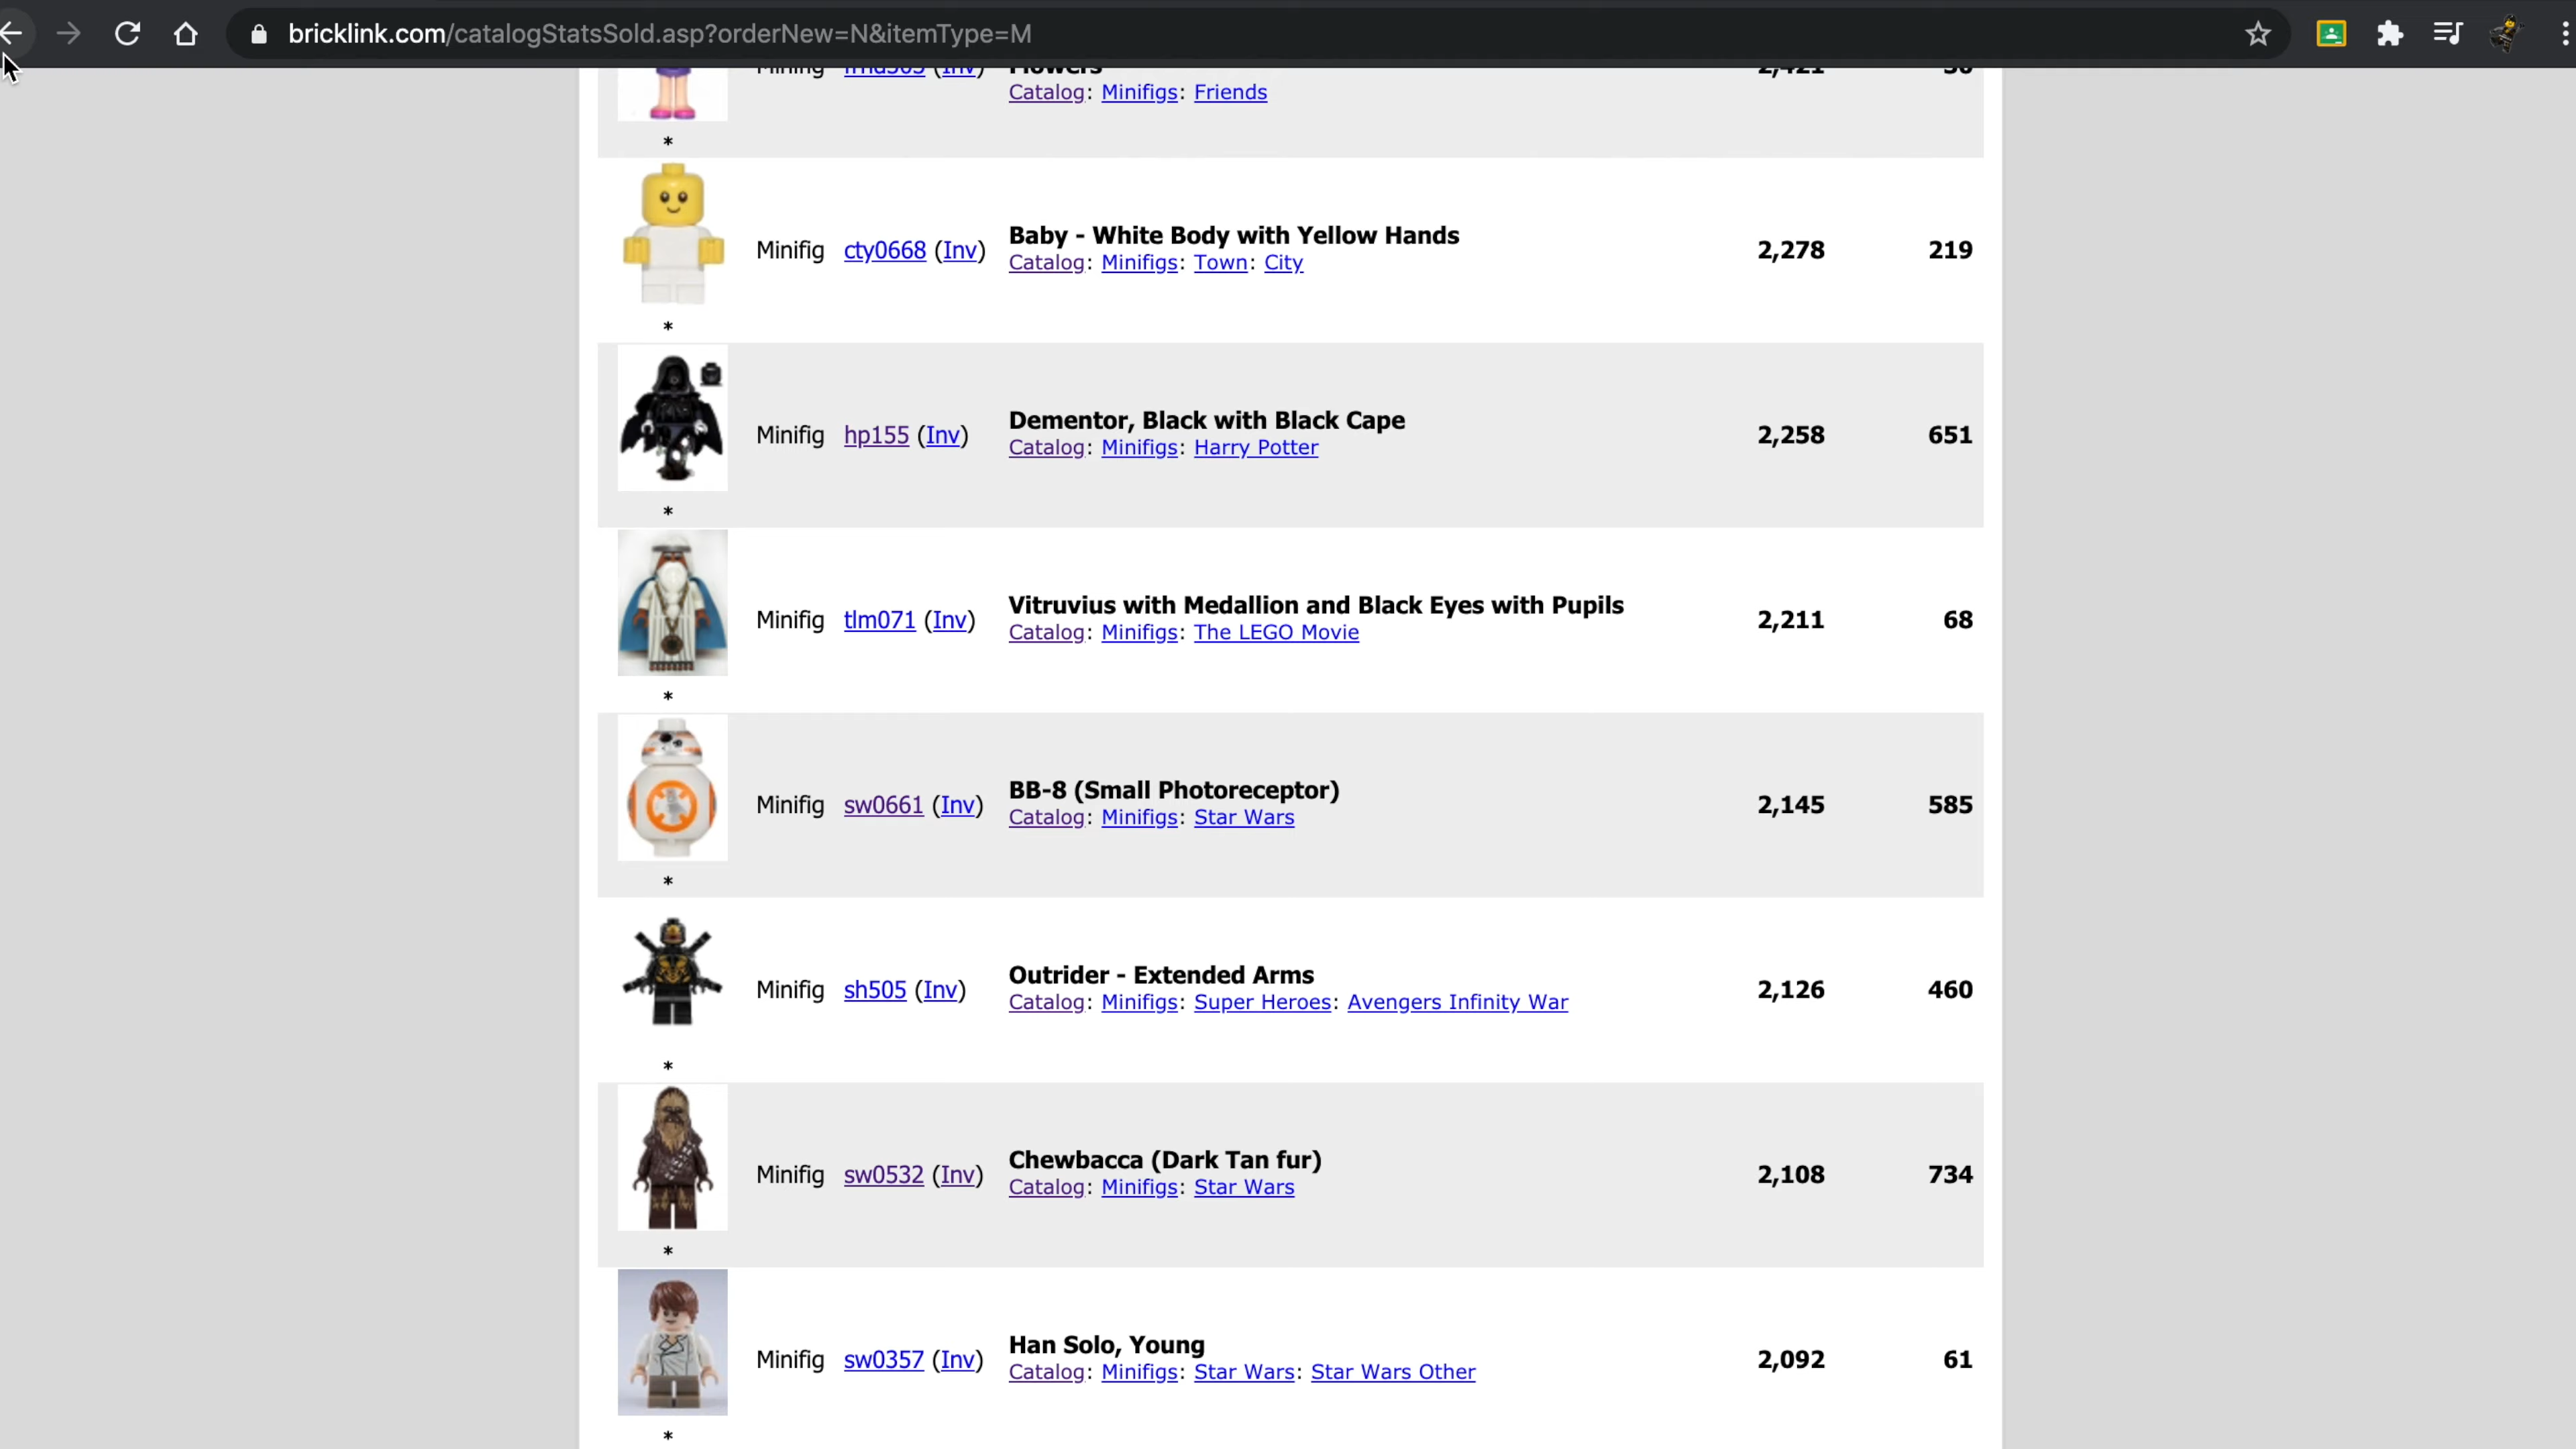 bricklink.com/catalogStatsSold.asp?orderNew=N&itemType=M
Minifig (Inv) Flowers 2,421
Catalog: Minifigs: Friends
*
Baby - White Body with Yellow Hands
Minifig cty0668 (Inv) 2,278 219
Catalog: Minifigs: Town: City
*
Dementor, Black with Black Cape
Minifig hp155 (Inv) 2,258 651
Catalog: Minifigs: Harry Potter
*
Vitruvius with Medallion and Black Eyes with Pupils
Minifig tlm071 (Inv) 2,211 68
Catalog: Minifigs: The LEGO Movie
*
BB-8 (Small Photoreceptor)
Minifig sw0661 (Inv) 2,145 585
Catalog: Minifigs: Star Wars
*
Outrider - Extended Arms
Minifig sh505 (Inv) 2,126 460
Catalog: Minifigs: Super Heroes: Avengers Infinity War
*
Chewbacca (Dark Tan fur)
Minifig sw0532 (Inv) 2,108 734
Catalog: Minifigs: Star Wars
*
Han Solo, Young
Minifig sw0357 (Inv) 2,092 61
Catalog: Minifigs: Star Wars: Star Wars Other
*